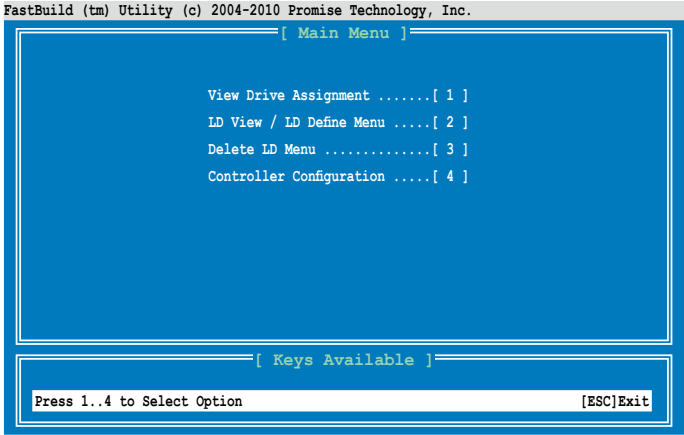 FastBuild (tm) Utility (c) 2004-2010 Promise Technology, Inc.
[ Main Menu ]
View Drive Assignment .......[ 1 ]
LD View / LD Define Menu .....[ 2 ]
Delete LD Menu ..............[ 3 ]
Controller Configuration .....[ 4 ]
[ Keys Available ]
Press 1..4 to Select Option [ESC]Exit